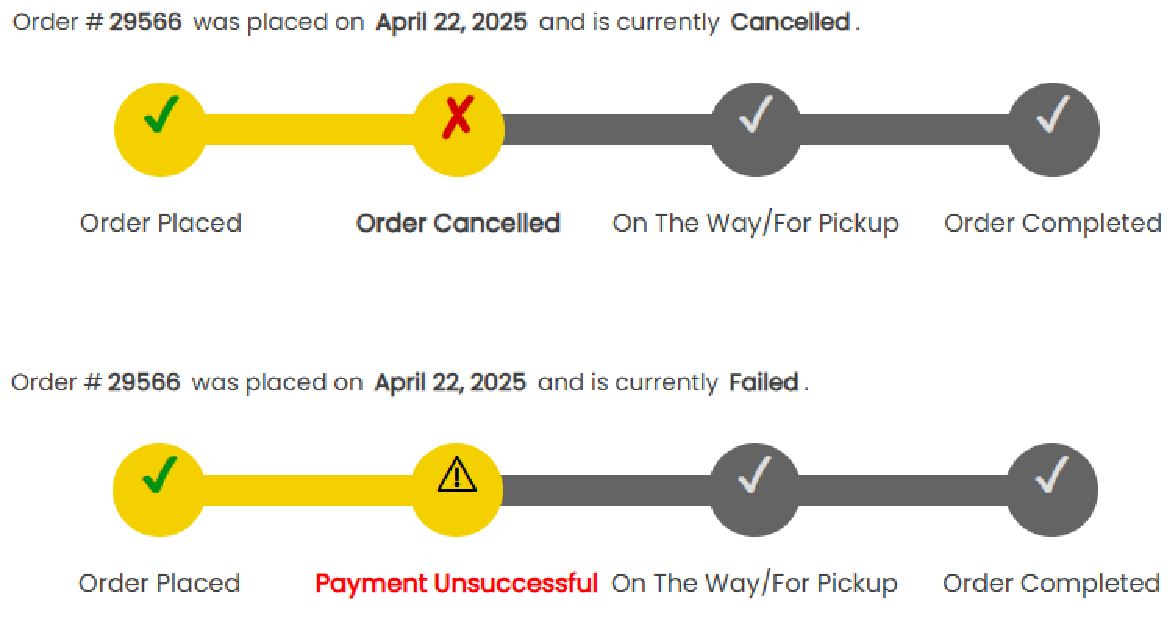 Order # 29566 was placed on April 22, 2025 and is currently Cancelled.
Order Placed Order Cancelled On The Way/For Pickup Order Completed
Order # 29566 was placed on April 22, 2025 and is currently Failed.
Order Placed Payment Unsuccessful On The Way/For Pickup Order Completed